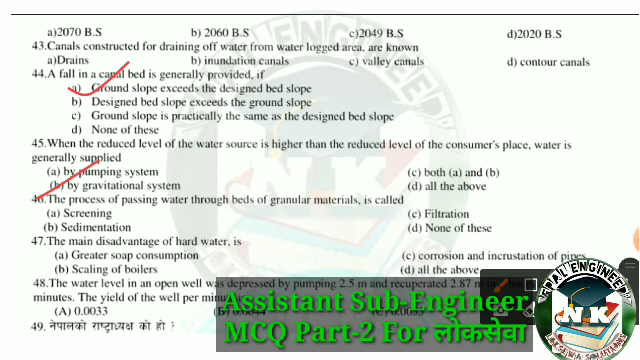 a)2070 B.S b) 2060 B.S c)2049 B.S d)2020 B.S
43.Canals constructed for draining off water from water logged area, are known
a)Drains b) inundation canals c) valley canals d) contour canals
44.A fall in a canal bed is generally provided, if
a) Ground slope exceeds the designed bed slope
b) Designed bed slope exceeds the ground slope
c) Ground slope is practically the same as the designed bed slope
d) None of these
45.When the reduced level of the water source is higher than the reduced level of the consumer's place, water is
generally supplied
(a) by pumping system (c) both (a) and (b)
(b) by gravitational system (d) all the above
46.The process of passing water through beds of granular materials, is called
(a) Screening (c) Filtration
(b) Sedimentation (d) None of these
47.The main disadvantage of hard water, is
(a) Greater soap consumption (c) corrosion and incrustation of pipes
(b) Scaling of boilers (d) all the above
48.The water level in an open well was depressed by pumping 2.5 m and recuperated 2.87 m
minutes. The yield of the well per
(A) 0.0033
49. नेपालको राष्ट्राध्यक्ष को हो ?
Assistant Sub-Engineer
MCQ Part-2 For लोकसेवा
NK